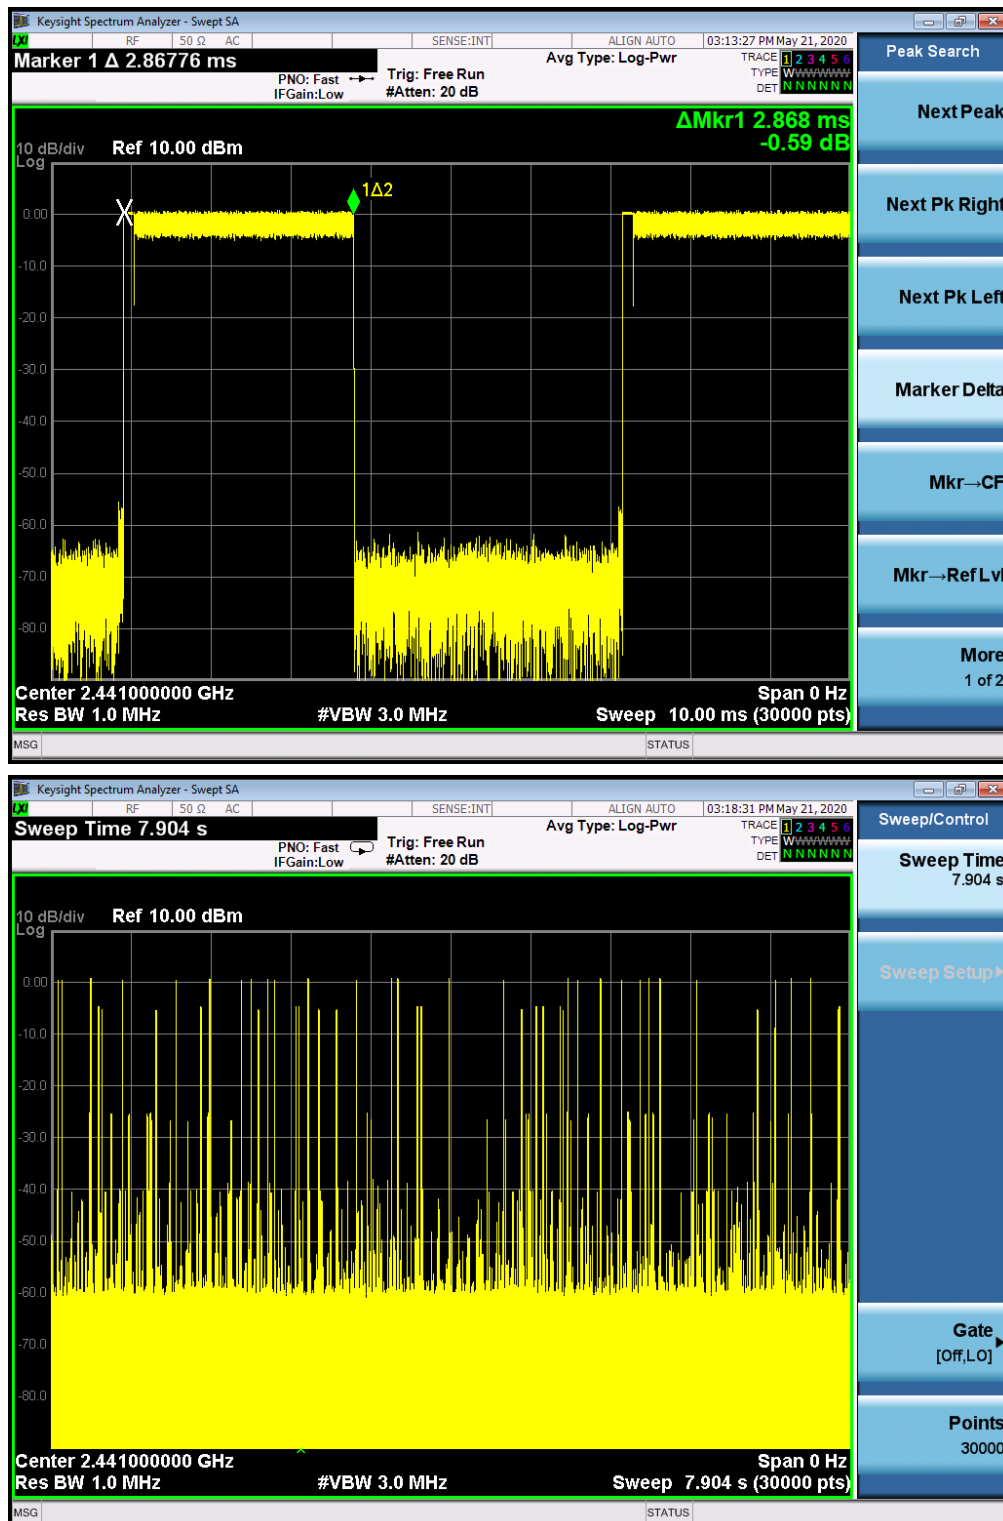 Keysight Spectrum Analyzer - Swept SA
LXI RF 50 Ω AC SENSE:INT ALIGN AUTO 03:13:27 PM May 21, 2020
Marker 1 Δ 2.86776 ms
PNO: Fast Trig: Free Run Avg Type: Log-Pwr TRACE 1 2 3 4 5 6
IFGain:Low #Atten: 20 dB TYPE WWWWWW
DET N N N N N N
Peak Search
Next Peak
Next Pk Right
Next Pk Left
Marker Delta
Mkr→CF
Mkr→Ref Lvl
More
1 of 2
ΔMkr1 2.868 ms
-0.59 dB
10 dB/div Ref 10.00 dBm
Log
1Δ2
0.00
-10.0
-20.0
-30.0
-40.0
-50.0
-60.0
-70.0
-80.0
Center 2.441000000 GHz Span 0 Hz
Res BW 1.0 MHz #VBW 3.0 MHz Sweep 10.00 ms (30000 pts)
MSG STATUS
Keysight Spectrum Analyzer - Swept SA
LXI RF 50 Ω AC SENSE:INT ALIGN AUTO 03:18:31 PM May 21, 2020
Sweep Time 7.904 s
PNO: Fast Trig: Free Run Avg Type: Log-Pwr TRACE 1 2 3 4 5 6
IFGain:Low #Atten: 20 dB TYPE WWWWWW
DET N N N N N N
Sweep/Control
Sweep Time
7.904 s
Sweep Setup
Gate
[Off,LO]
Points
30000
10 dB/div Ref 10.00 dBm
Log
0.00
-10.0
-20.0
-30.0
-40.0
-50.0
-60.0
-70.0
-80.0
Center 2.441000000 GHz Span 0 Hz
Res BW 1.0 MHz #VBW 3.0 MHz Sweep 7.904 s (30000 pts)
MSG STATUS